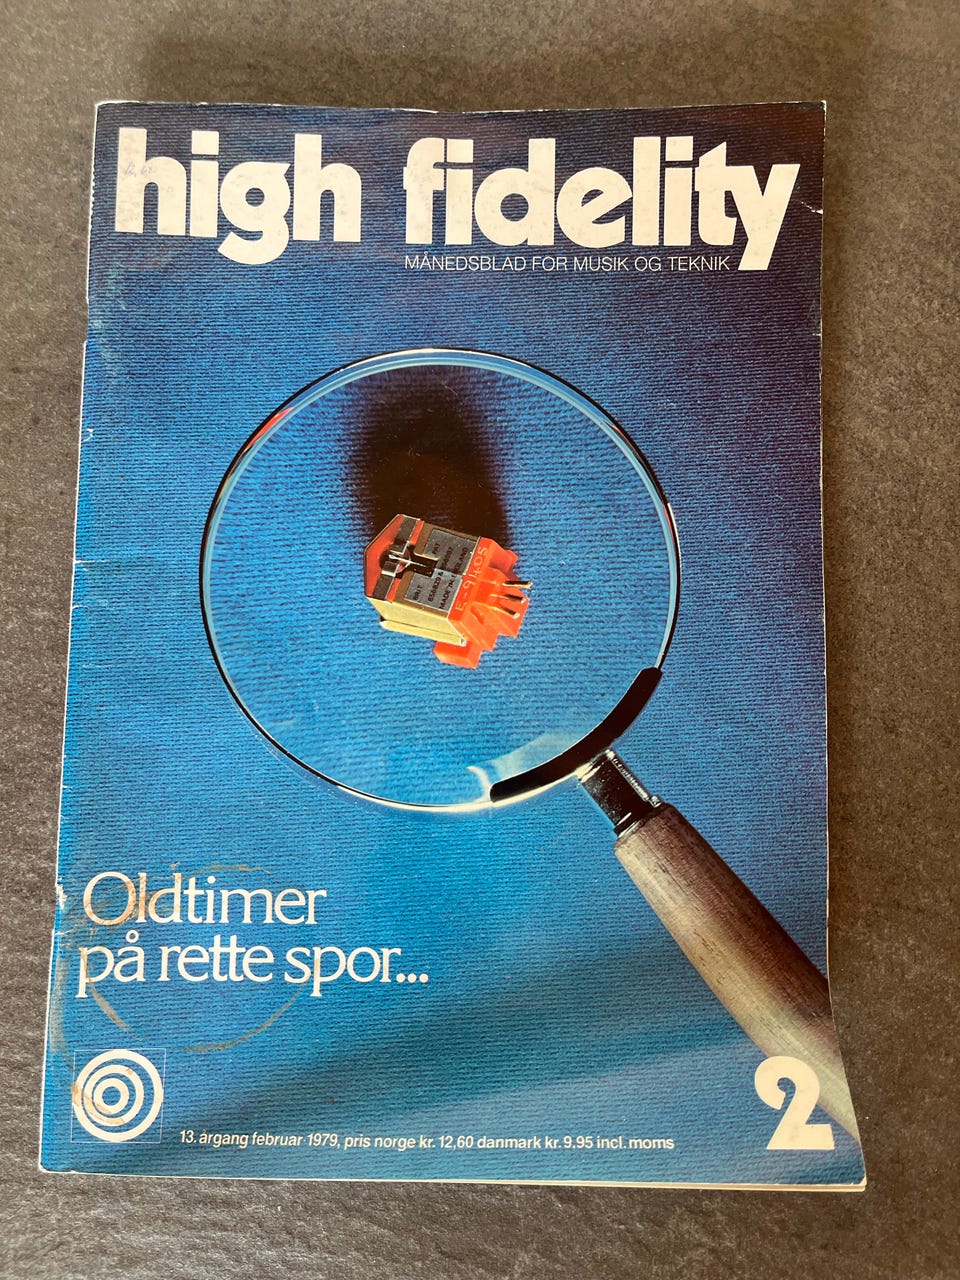 high fidelity
MÅNEDSBLAD FOR MUSIK OG TEKNIK
E-9405
Oldtimer
på rette spor...
2
13. årgang februar 1979, pris norge kr. 12,60 danmark kr. 9,95 incl. moms